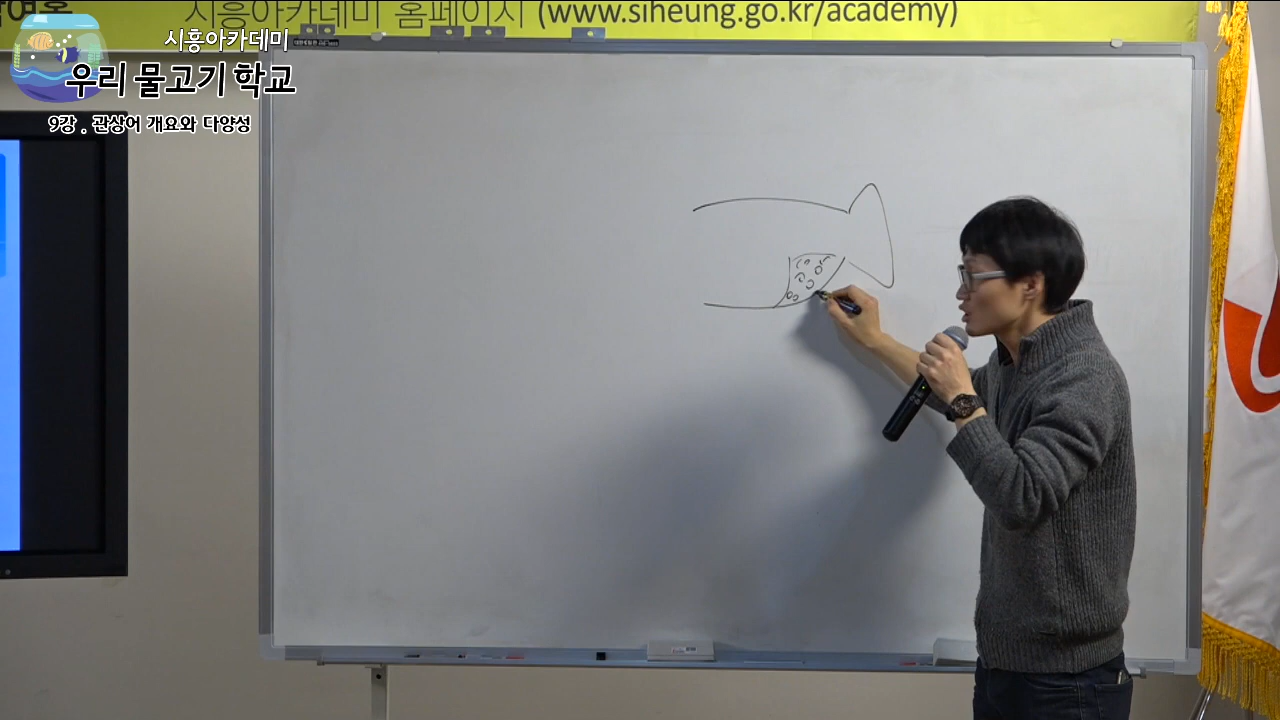 시흥아카데미 홈페이지 (www.siheung.go.kr/academy)
시흥아카데미
우리 물고기 학교
9강 . 관상어 개요와 다양성